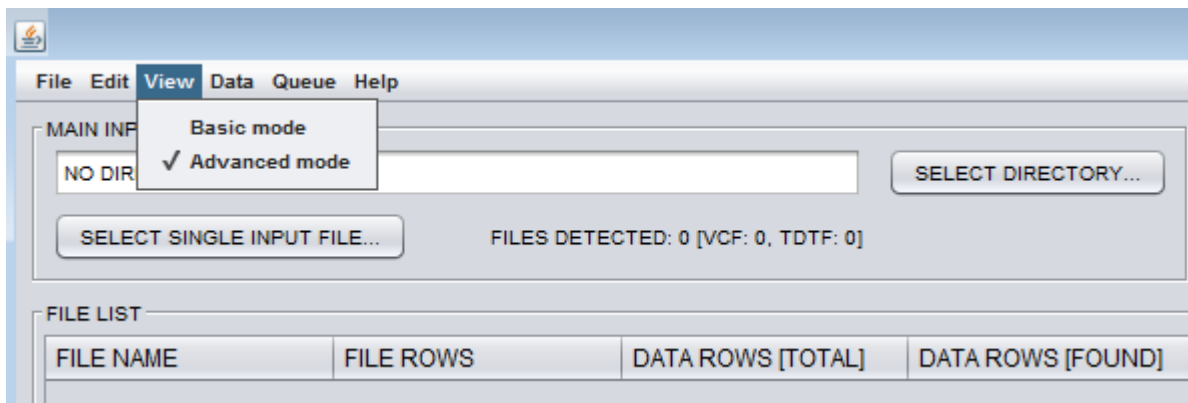 File Edit View Data Queue Help
MAIN INP
Basic mode
✓ Advanced mode
NO DIR
SELECT DIRECTORY...
SELECT SINGLE INPUT FILE...
FILES DETECTED: 0 [VCF: 0, TDTF: 0]
FILE LIST
FILE NAME FILE ROWS DATA ROWS [TOTAL] DATA ROWS [FOUND]